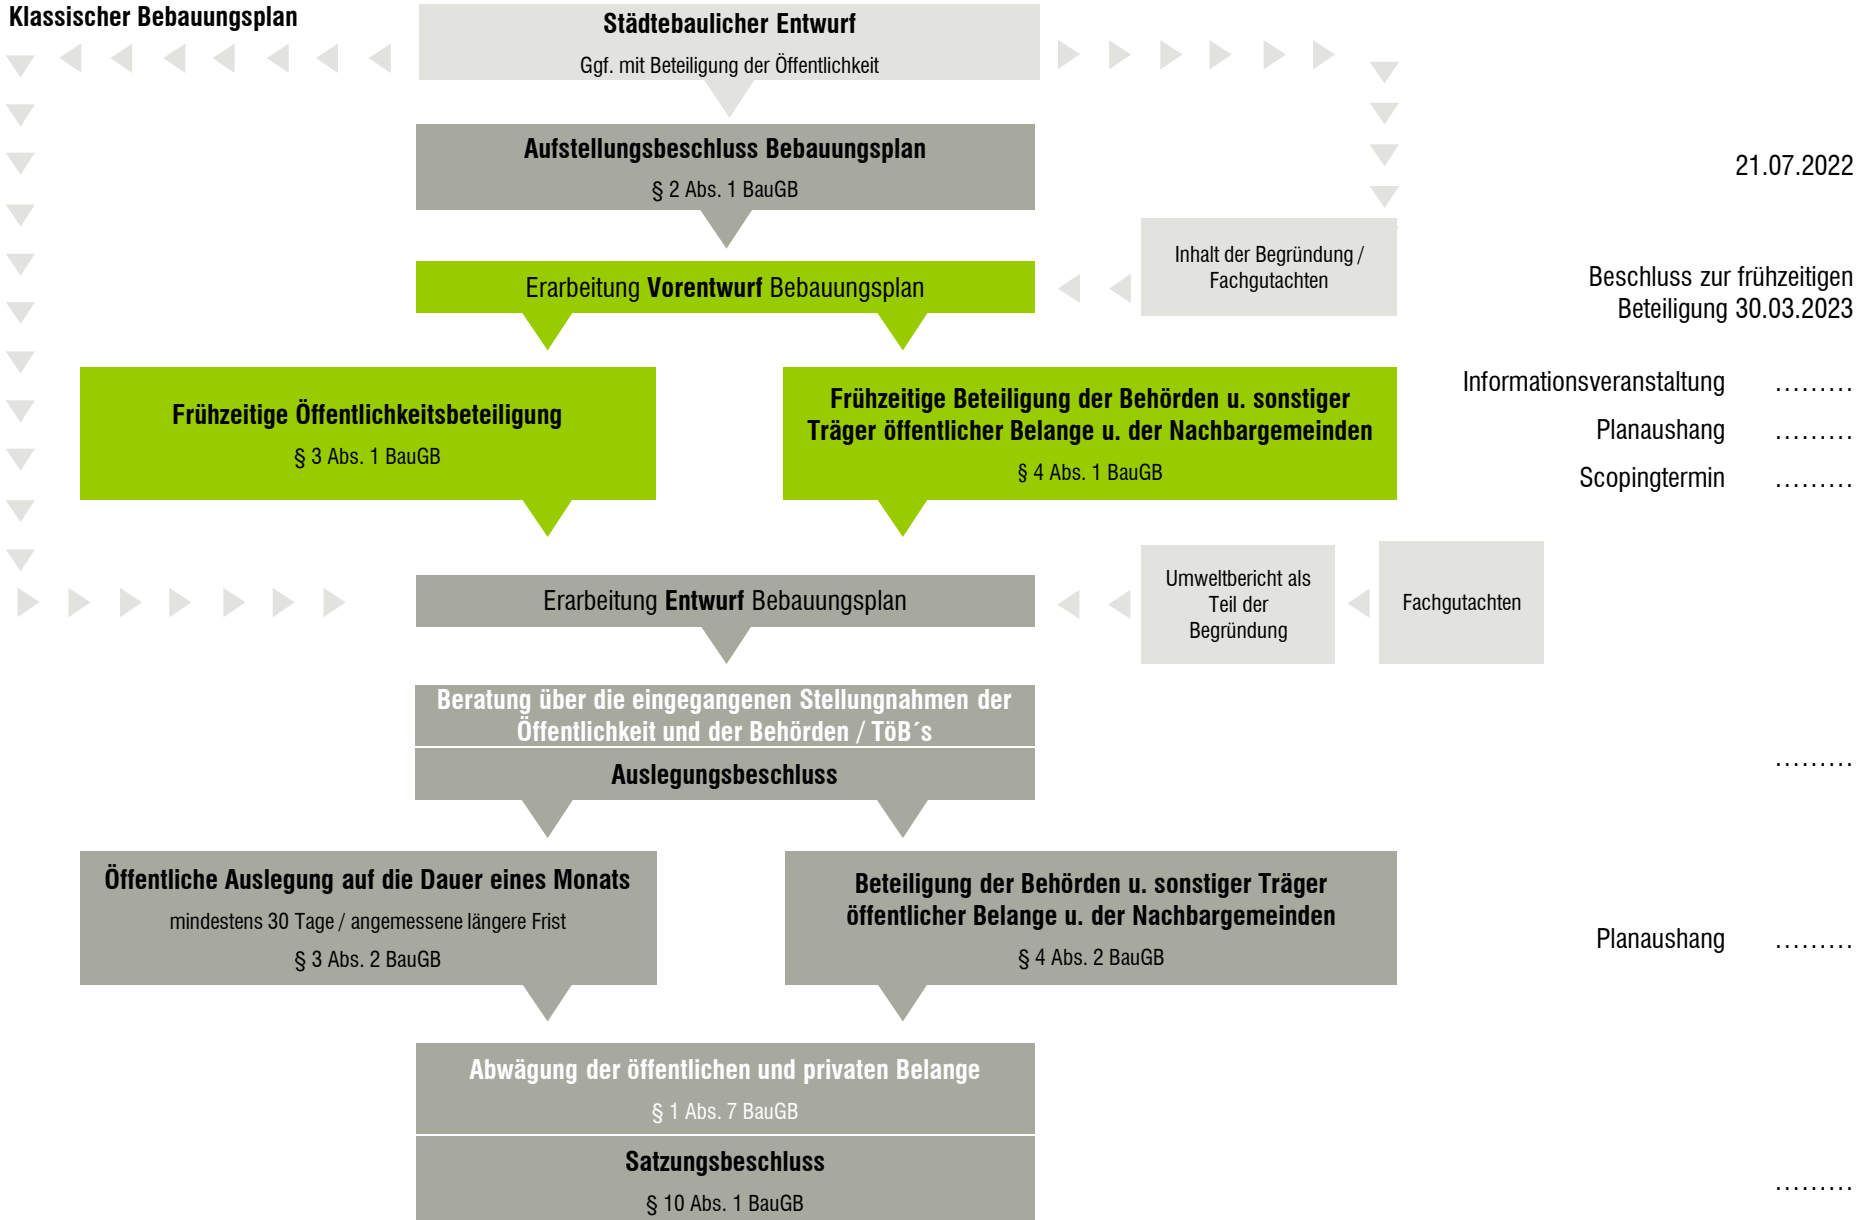 Klassischer Bebauungsplan
Städtebaulicher Entwurf
Ggf. mit Beteiligung der Öffentlichkeit
Aufstellungsbeschluss Bebauungsplan
§ 2 Abs. 1 BauGB
21.07.2022
Erarbeitung Vorentwurf Bebauungsplan
Inhalt der Begründung /
Fachgutachten
Beschluss zur frühzeitigen
Beteiligung 30.03.2023
Frühzeitige Öffentlichkeitsbeteiligung
§ 3 Abs. 1 BauGB
Frühzeitige Beteiligung der Behörden u. sonstiger
Träger öffentlicher Belange u. der Nachbargemeinden
§ 4 Abs. 1 BauGB
Informationsveranstaltung .........
Planaushang .........
Scopingtermin .........
Erarbeitung Entwurf Bebauungsplan
Umweltbericht als
Teil der
Begründung
Fachgutachten
Beratung über die eingegangenen Stellungnahmen der
Öffentlichkeit und der Behörden / TöB´s
Auslegungsbeschluss
.........
Öffentliche Auslegung auf die Dauer eines Monats
mindestens 30 Tage / angemessene längere Frist
§ 3 Abs. 2 BauGB
Beteiligung der Behörden u. sonstiger Träger
öffentlicher Belange u. der Nachbargemeinden
§ 4 Abs. 2 BauGB
Planaushang .........
Abwägung der öffentlichen und privaten Belange
§ 1 Abs. 7 BauGB
Satzungsbeschluss
§ 10 Abs. 1 BauGB
.........